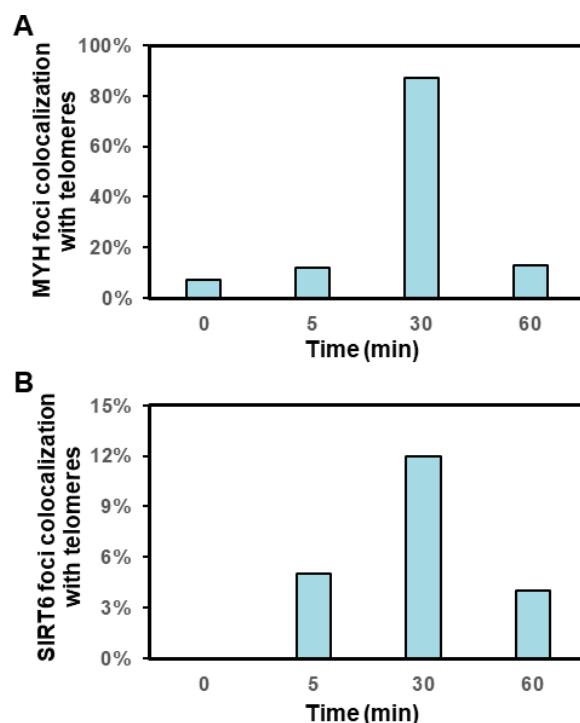 A
MYH foci colocalization
with telomeres
100%
80%
60%
40%
20%
0%
0 5 30 60
Time (min)
B
SIRT6 foci colocalization
with telomeres
15%
12%
9%
6%
3%
0%
0 5 30 60
Time (min)